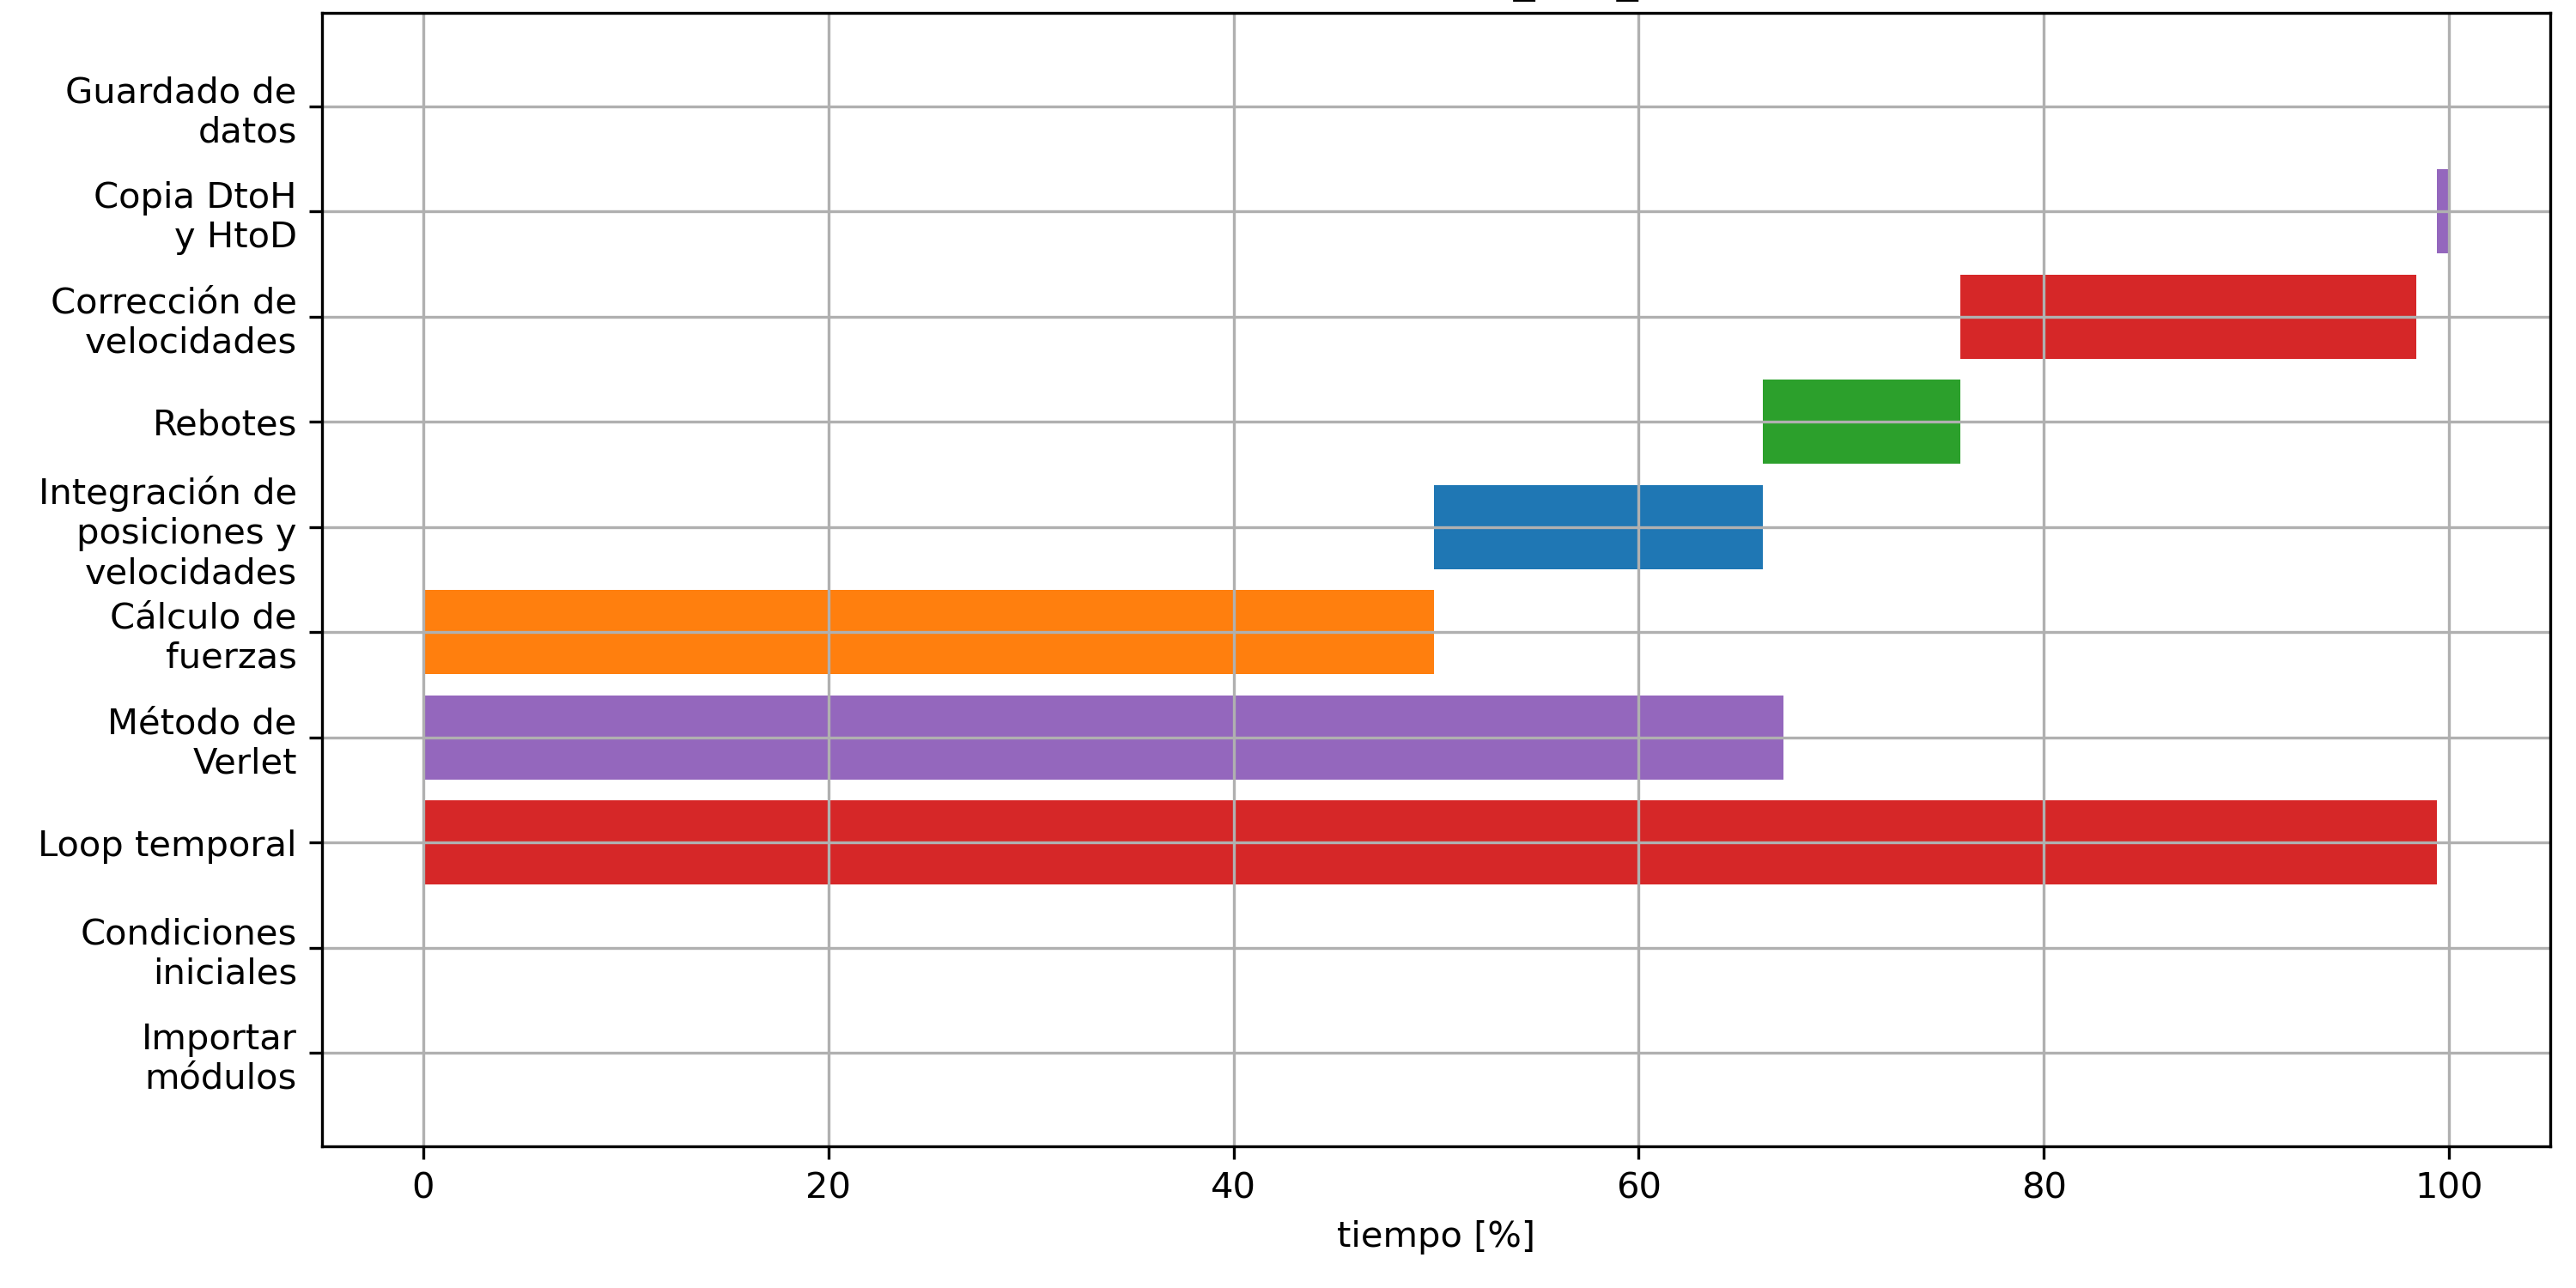 Guardado de
datos
Copia DtoH
y HtoD
Corrección de
velocidades
Rebotes
Integración de
posiciones y
velocidades
Cálculo de
fuerzas
Método de
Verlet
Loop temporal
Condiciones
iniciales
Importar
módulos
0 20 40 60 80 100
tiempo [%]